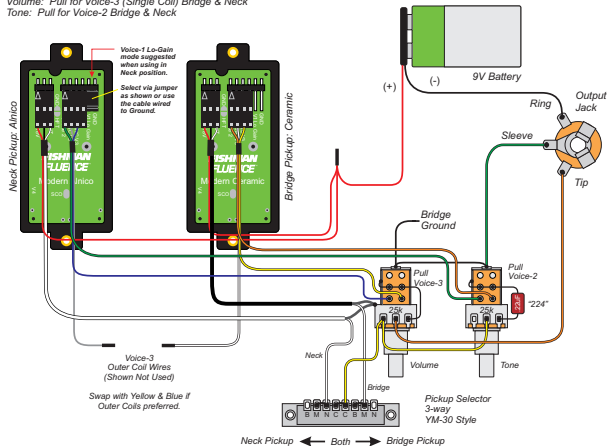 Volume: Pull for Voice-3 (Single Coil) Bridge & Neck
Tone: Pull for Voice-2 Bridge & Neck
Voice-1 Lo-Gain
mode suggested
when using in
Neck position.
Select via jumper
as shown or use
the cable wired
to Ground.
Neck Pickup: Alnico
Bridge Pickup: Ceramic
FISHMAN
FLUENCE
Modern Alnico
FISHMAN
FLUENCE
Modern Ceramic
(+)
(-)
9V Battery
Output
Jack
Ring
Sleeve
Tip
Bridge
Ground
Pull
Voice-3
Pull
Voice-2
25k
25k
.22uF
"224"
Volume
Tone
Voice-3
Outer Coil Wires
(Shown Not Used)
Swap with Yellow & Blue if
Outer Coils preferred.
Neck
Bridge
B M N C C B M N
Pickup Selector
3-way
YM-30 Style
Neck Pickup
Both
Bridge Pickup